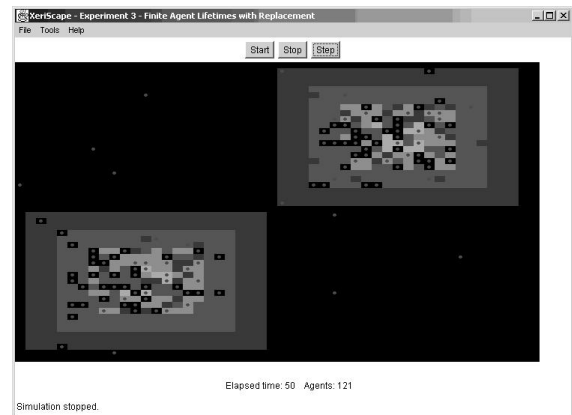 XeriScape - Experiment 3 - Finite Agent Lifetimes with Replacement
File Tools Help
Start Stop Step
Elapsed time: 50 Agents: 121
Simulation stopped.